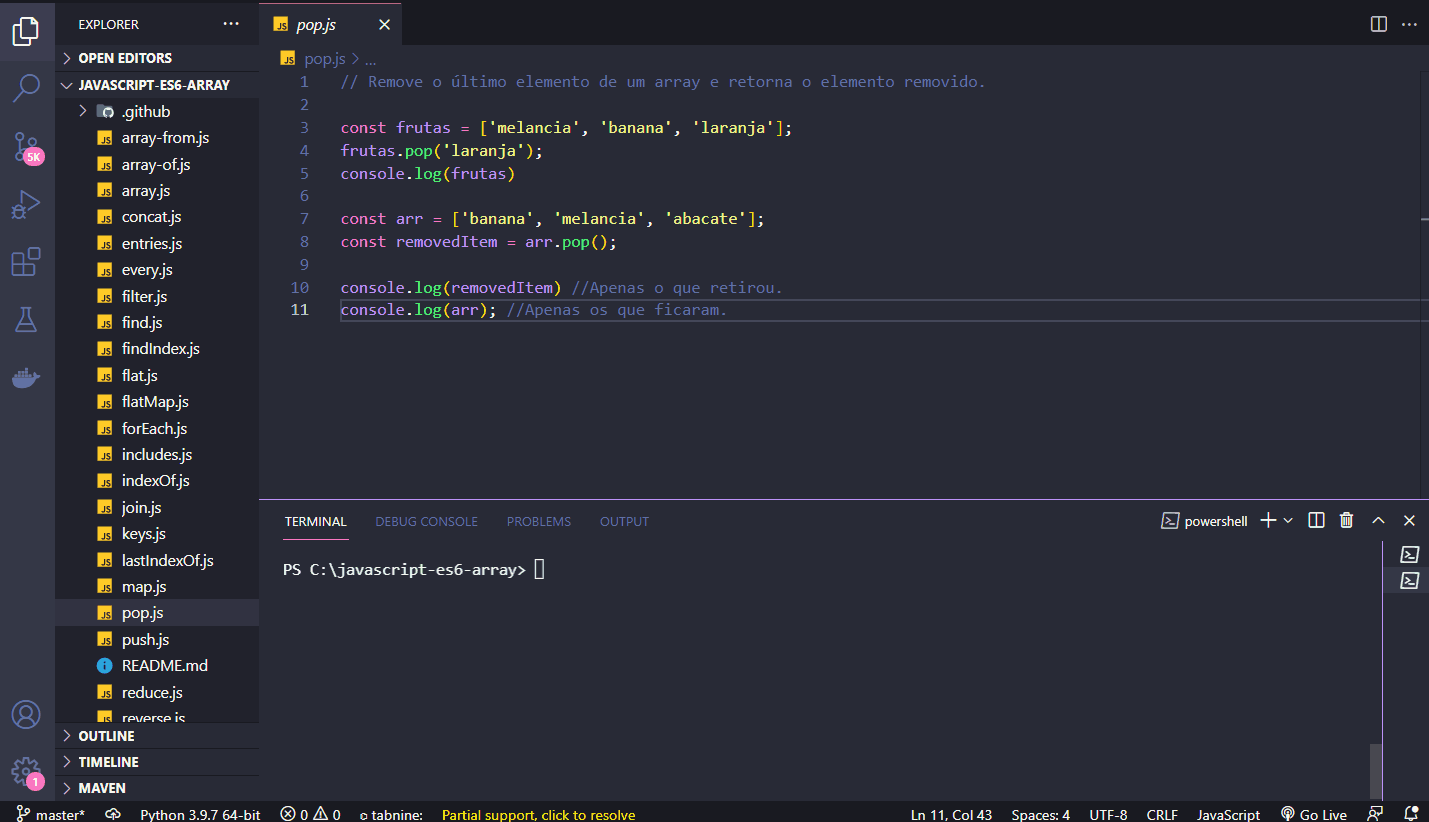 EXPLORER
OPEN EDITORS
JAVASCRIPT-ES6-ARRAY
.github
array-from.js
array-of.js
array.js
concat.js
entries.js
every.js
filter.js
find.js
findIndex.js
flat.js
flatMap.js
forEach.js
includes.js
indexOf.js
join.js
keys.js
lastIndexOf.js
map.js
pop.js
push.js
README.md
reduce.js
reverse.js
OUTLINE
TIMELINE
MAVEN
5K
1
pop.js
pop.js > ...
1 // Remove o último elemento de um array e retorna o elemento removido.
2
3 const frutas = ['melancia', 'banana', 'laranja'];
4 frutas.pop('laranja');
5 console.log(frutas)
6
7 const arr = ['banana', 'melancia', 'abacate'];
8 const removedItem = arr.pop();
9
10 console.log(removedItem) //Apenas o que retirou.
11 console.log(arr); //Apenas os que ficaram.
TERMINAL DEBUG CONSOLE PROBLEMS OUTPUT powershell
PS C:\javascript-es6-array>
master* Python 3.9.7 64-bit 0 0 tabnine: Partial support, click to resolve Ln 11, Col 43 Spaces: 4 UTF-8 CRLF JavaScript Go Live